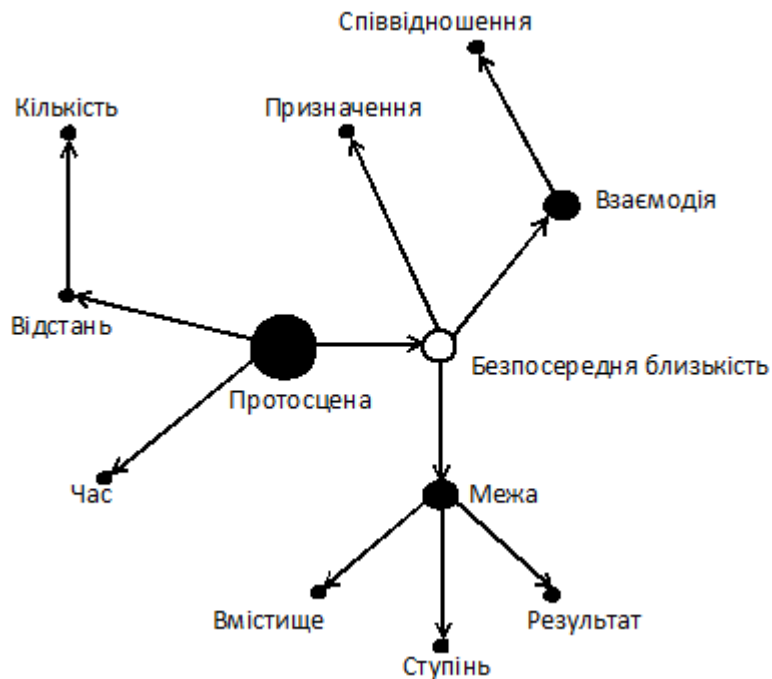 Співвідношення
Кількість
Призначення
Взаємодія
Відстань
Безпосередня близькість
Протосцена
Час
Межа
Вмістище
Результат
Ступінь